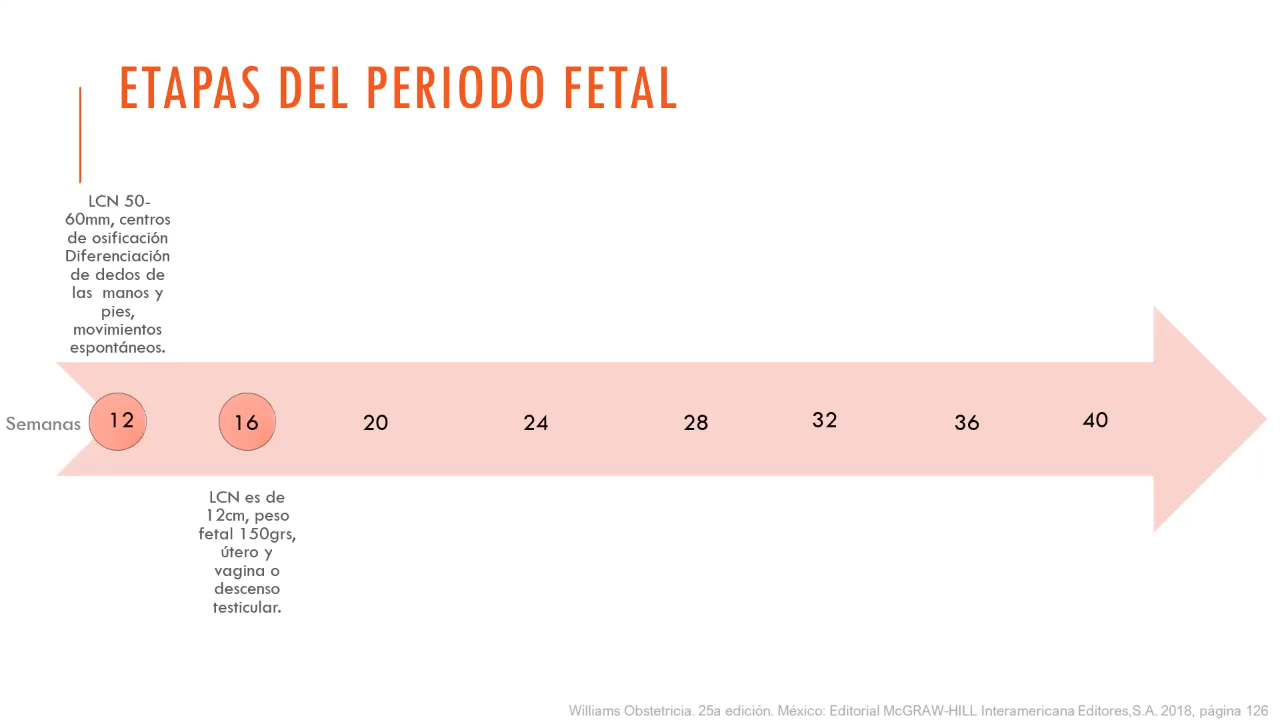 ETAPAS DEL PERIODO FETAL
LCN 50-
60mm, centros
de osificación
Diferenciación
de dedos de
las  manos y
pies,
movimientos
espontáneos.
Semanas 12 16 20 24 28 32 36 40
LCN es de
12cm, peso
fetal 150grs,
útero y
vagina o
descenso
testicular.
Williams Obstetricia. 25a edición. México: Editorial McGRAW-HILL Interamericana Editores,S.A. 2018, página 126